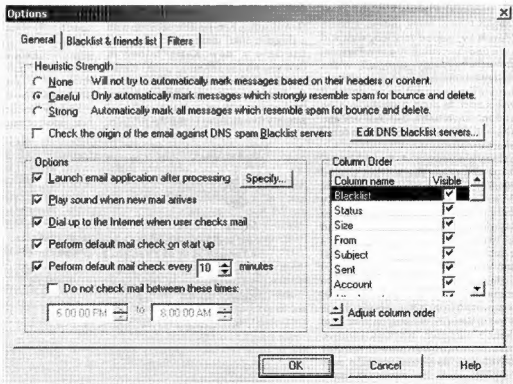 Options
General Blacklist & friends list Filters
Heuristic Strength
None Will not try to automatically mark messages based on their headers or content.
Careful Only automatically mark messages which strongly resemble spam for bounce and delete.
Strong Automatically mark all messages which resemble spam for bounce and delete.
Check the origin of the email against DNS spam Blacklist servers Edit DNS blacklist servers...
Options
Launch email application after processing Specify...
Play sound when new mail arrives
Dial up to the Internet when user checks mail
Perform default mail check on start up
Perform default mail check every 10 minutes
Do not check mail between these times:
6:00:00 PM to 8:00:00 AM
Column Order
Column name Visible
Blacklist
Status
Size
From
Subject
Sent
Account
Adjust column order
OK Cancel Help